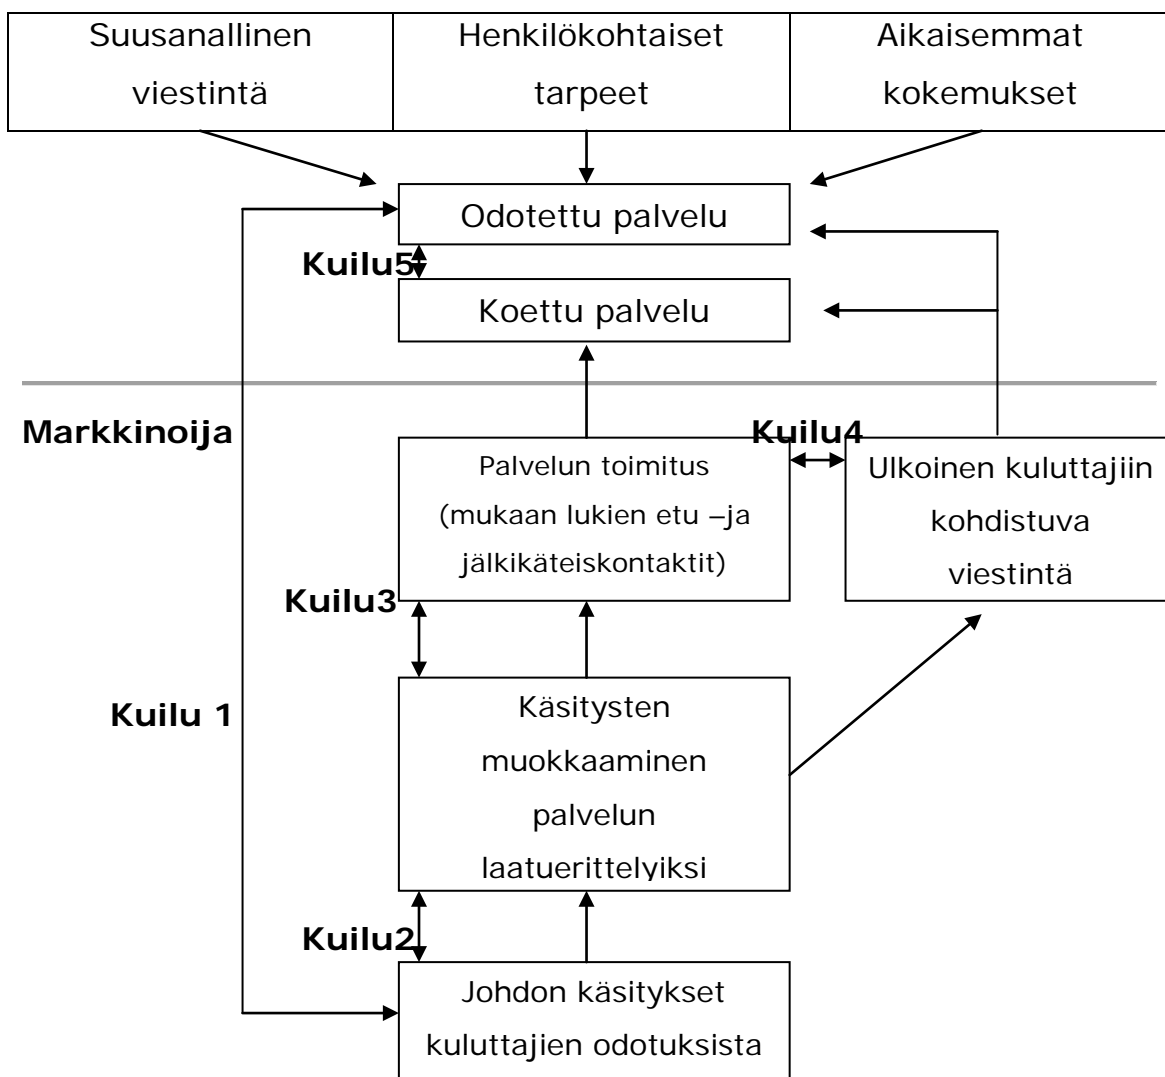 Suusanallinen
viestintä
Henkilökohtaiset
tarpeet
Aikaisemmat
kokemukset
Odotettu palvelu
Kuilu5
Koettu palvelu
Markkinoija
Kuilu4
Palvelun toimitus
(mukaan lukien etu –ja
jälkikäteiskontaktit)
Ulkoinen kuluttajiin
kohdistuva
viestintä
Kuilu3
Kuilu 1
Käsitysten
muokkaaminen
palvelun
laatuerittelyiksi
Kuilu2
Johdon käsitykset
kuluttajien odotuksista